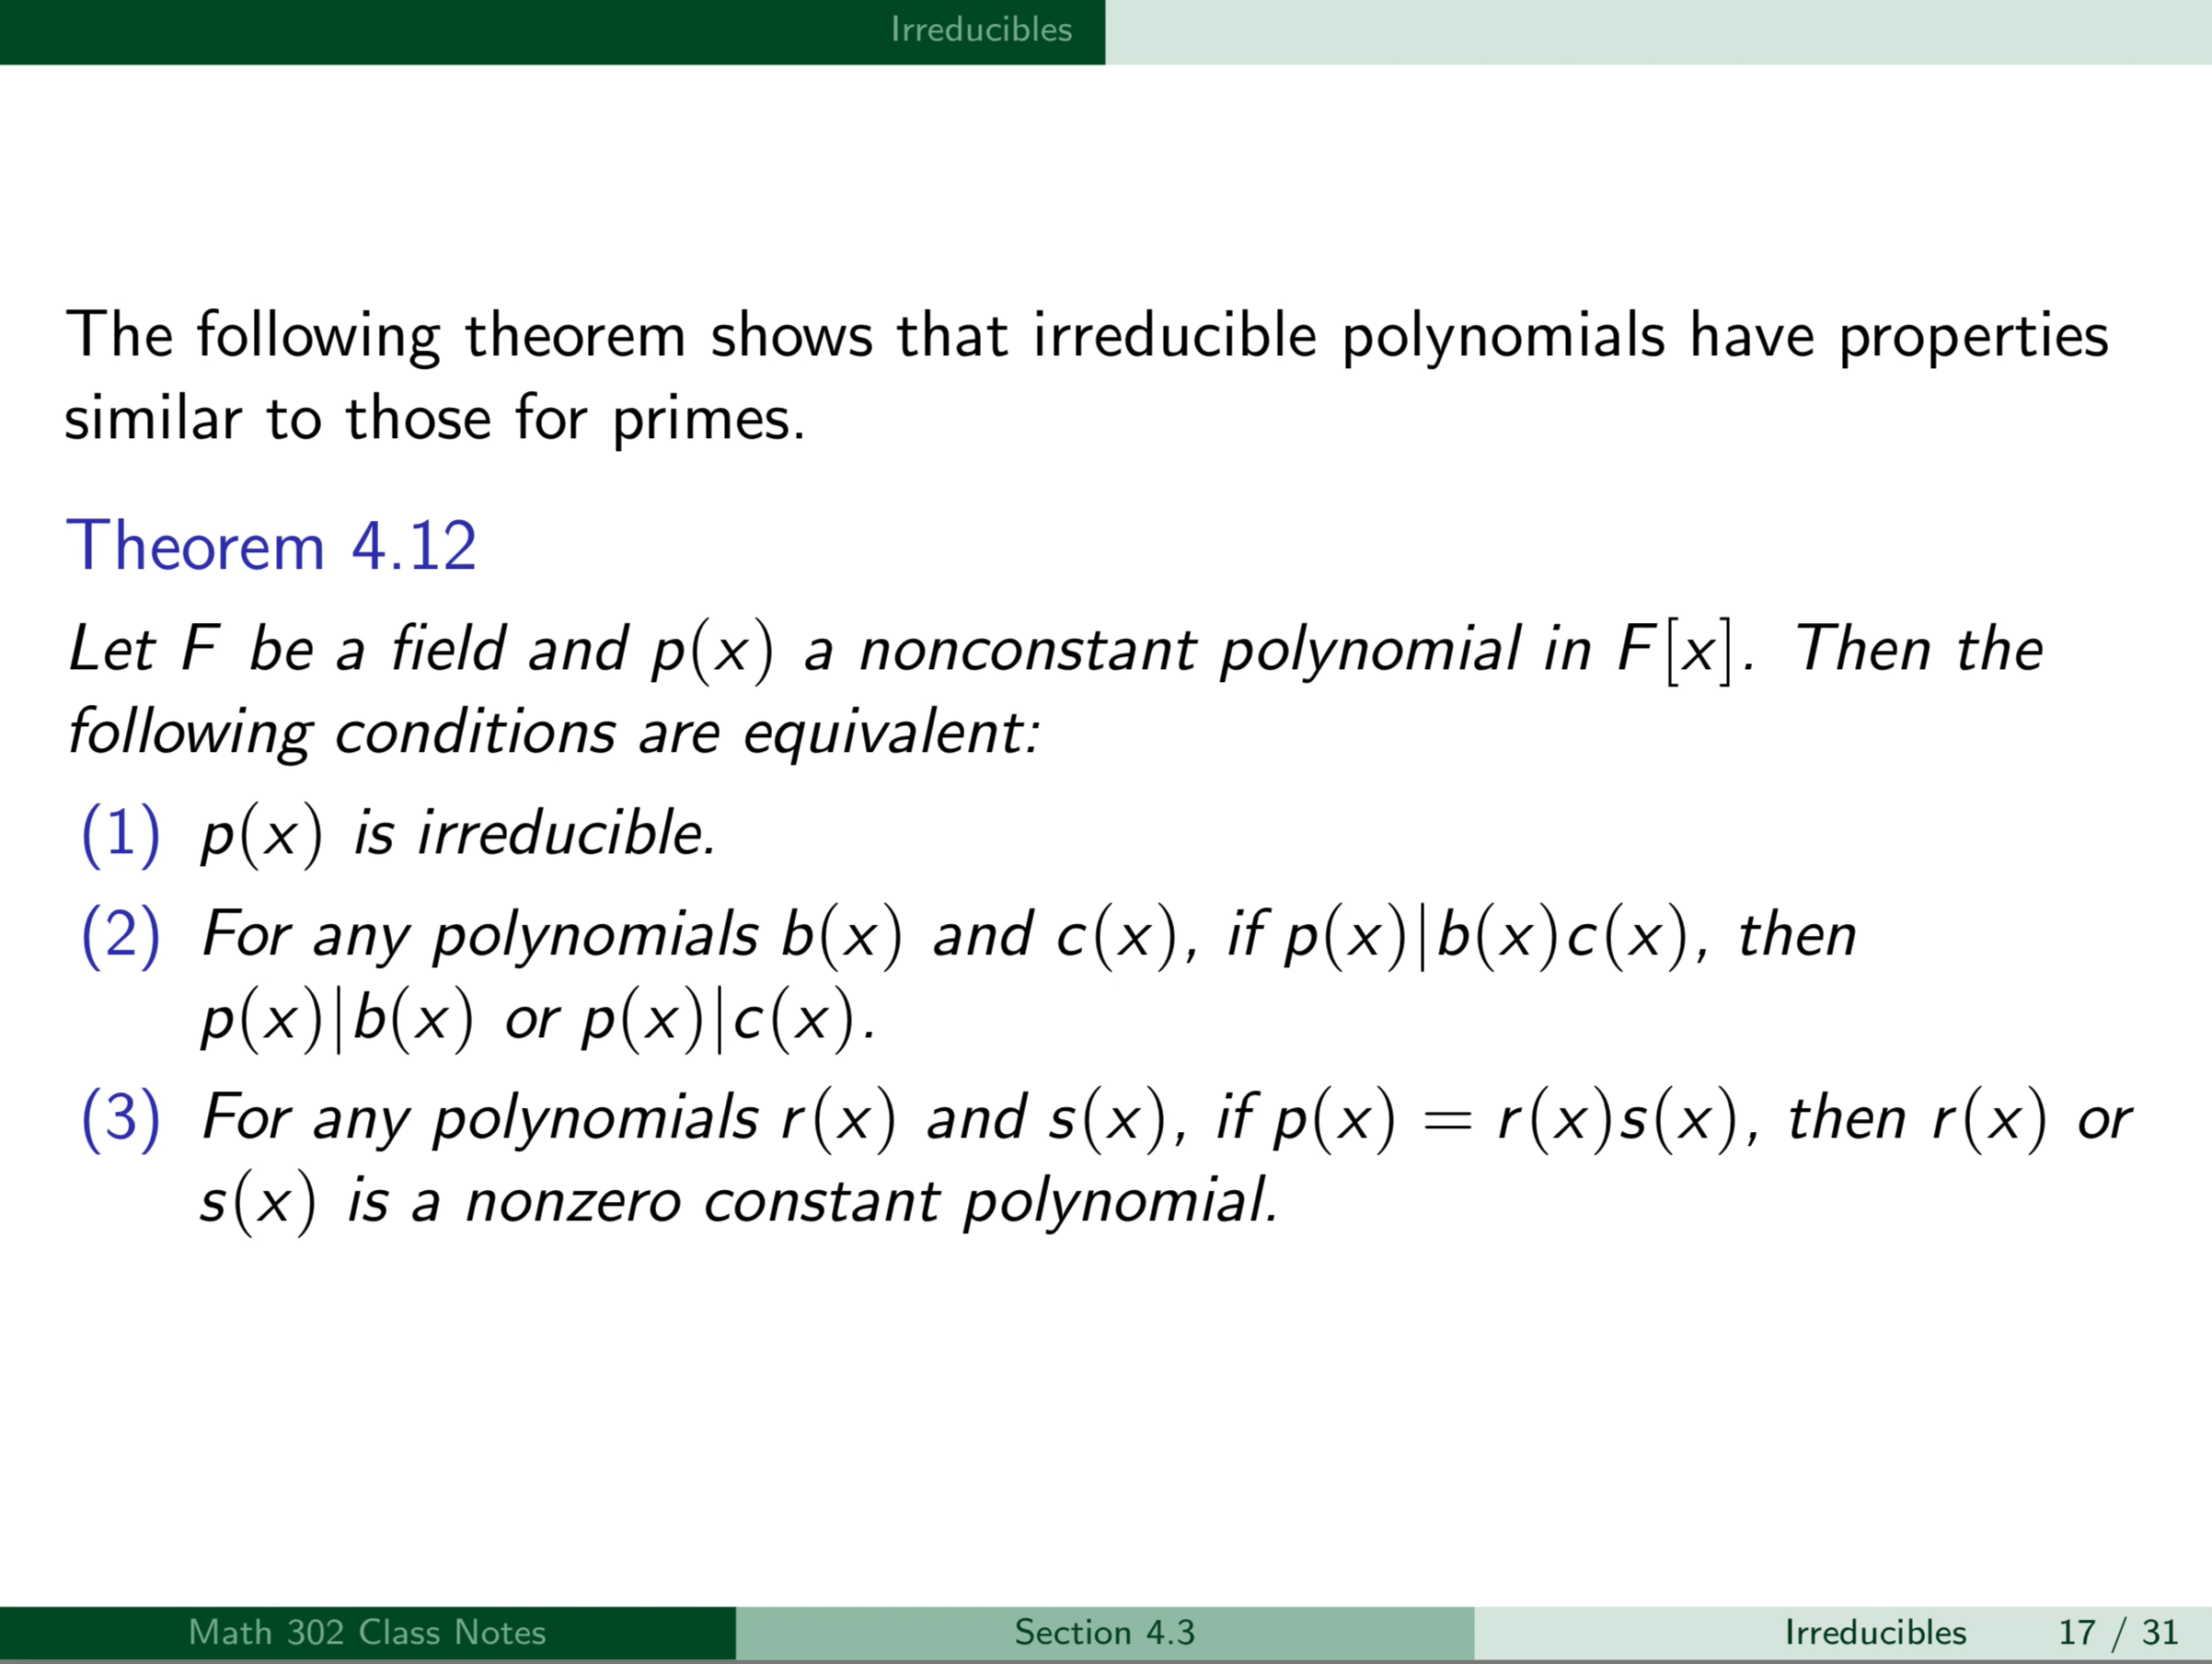 Irreducibles
The following theorem shows that irreducible polynomials have properties
similar to those for primes.
Theorem 4.12
Let F be a field and p(x) a nonconstant polynomial in F[x]. Then the
following conditions are equivalent:
(1) p(x) is irreducible.
(2) For any polynomials b(x) and c(x), if p(x)|b(x)c(x), then
p(x)|b(x) or p(x)|c(x).
(3) For any polynomials r(x) and s(x), if p(x) = r(x)s(x), then r(x) or
s(x) is a nonzero constant polynomial.
Math 302 Class Notes Section 4.3 Irreducibles 17 / 31